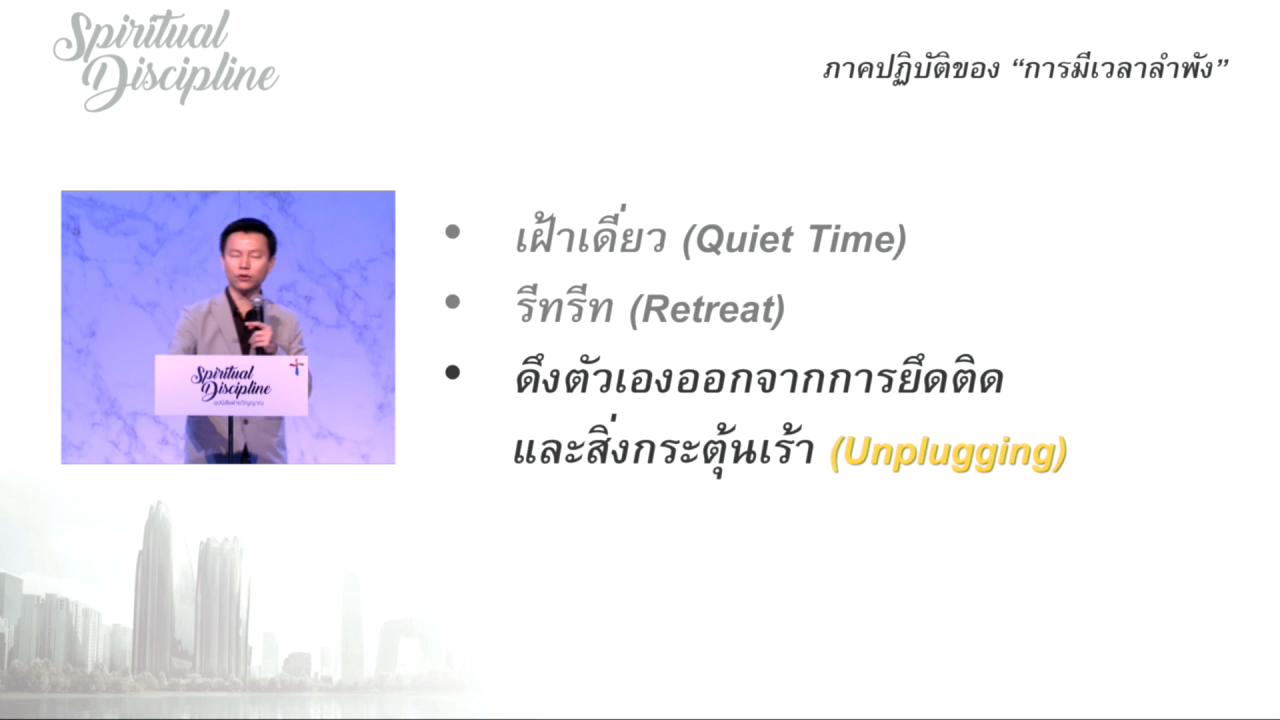 Spiritual
Discipline
ภาคปฏิบัติของ “การมีเวลาลำพัง”
• เฝ้าเดี่ยว (Quiet Time)
• รีทรีท (Retreat)
• ดึงตัวเองออกจากการยึดติด
และสิ่งกระตุ้นเร้า (Unplugging)
Spiritual
Discipline